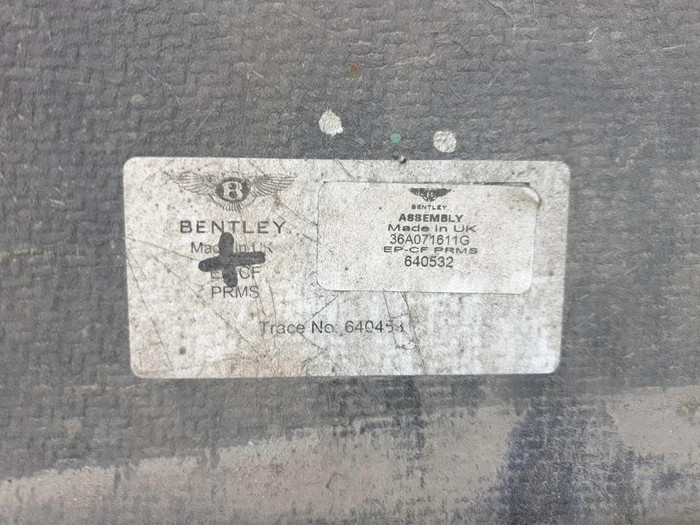 B
BENTLEY
Made in UK
EP-CF
PRMS
Trace No: 640453
BENTLEY
ASSEMBLY
Made in UK
36A071611G
EP-CF PRMS
640532